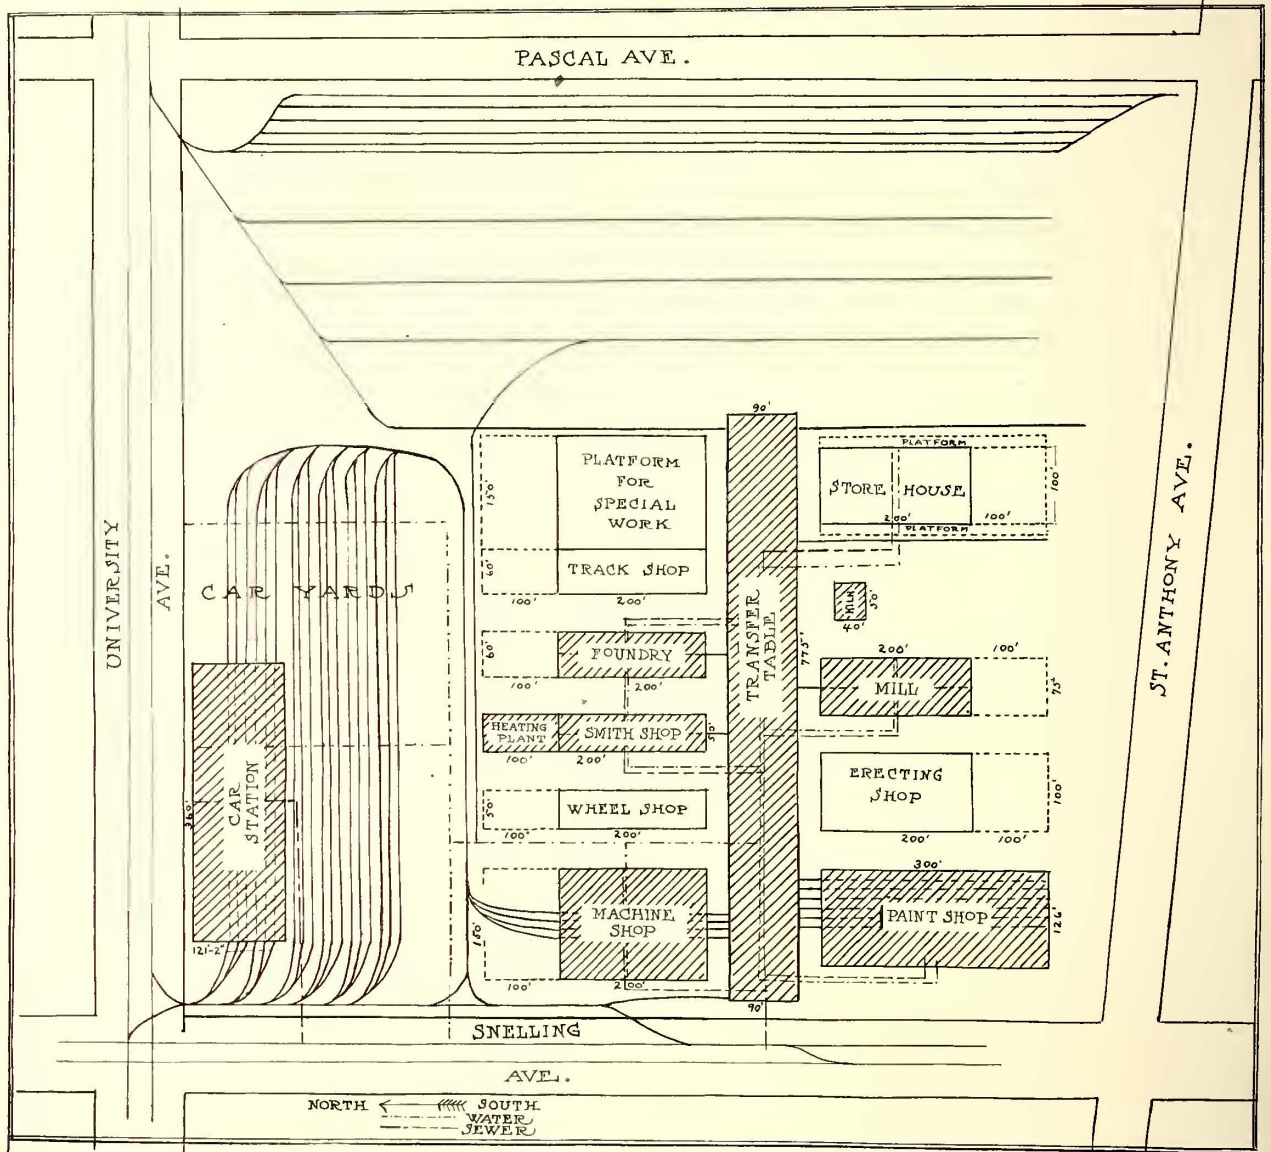 PASCAL AVE.
UNIVERSITY
AVE.
ST. ANTHONY AVE.
90'
PLATFORM
FOR
SPECIAL
WORK
150'
PLATFORM
STORE HOUSE
100'
200'
100'
PLATFORM
TRACK SHOP
60'
100'
200'
CAR YARDS
TRANSFER
TABLE
775'
KILN
50'
40'
FOUNDRY
60'
100'
200'
200'
100'
MILL
75'
HEATING
PLANT
SMITH SHOP
50'
100'
200'
CAR
STATION
360'
121'-2"
WHEEL SHOP
50'
100'
200'
ERECTING
SHOP
100'
200'
100'
MACHINE
SHOP
150'
100'
200'
300'
PAINT SHOP
126'
90'
SNELLING
AVE.
NORTH SOUTH
WATER
SEWER